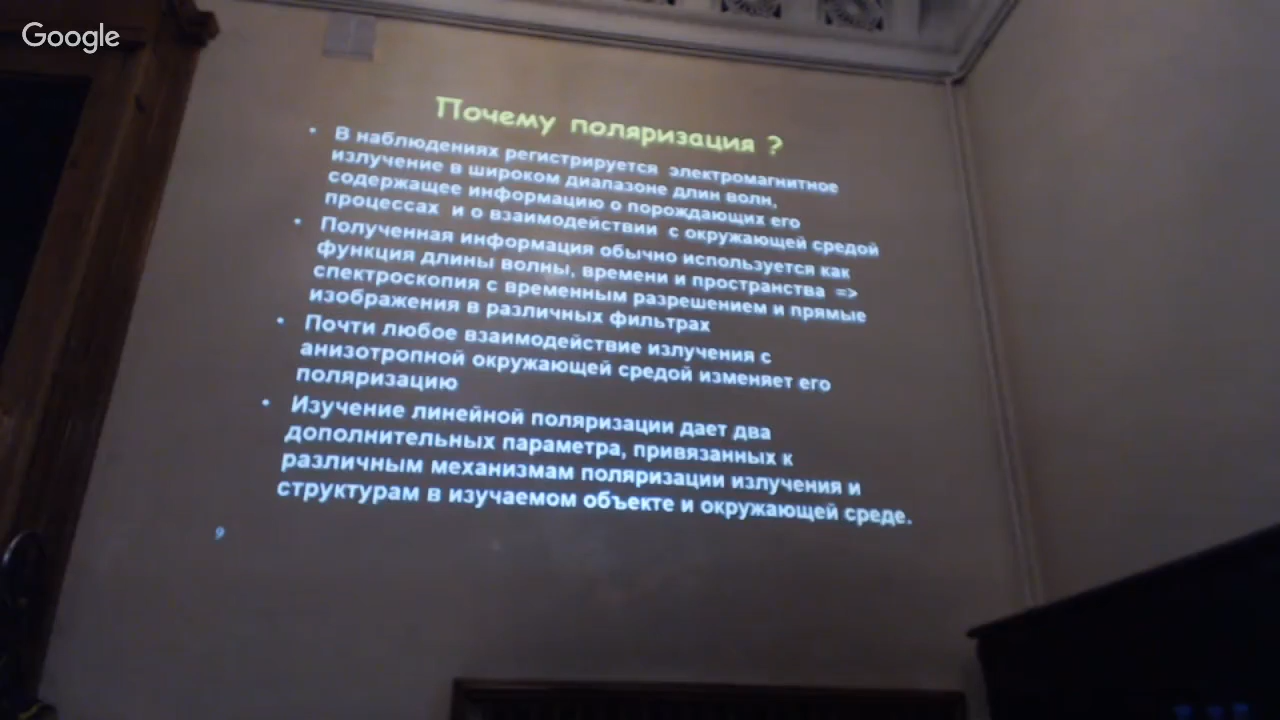 Google
Почему поляризация ?
• В наблюдениях регистрируется электромагнитное
излучение в широком диапазоне длин волн,
содержащее информацию о порождающих его
процессах и о взаимодействии с окружающей средой
• Полученная информация обычно используется как
функция длины волны, времени и пространства =>
спектроскопия с временным разрешением и прямые
изображения в различных фильтрах
• Почти любое взаимодействие излучения с
анизотропной окружающей средой изменяет его
поляризацию
• Изучение линейной поляризации дает два
дополнительных параметра, привязанных к
различным механизмам поляризации излучения и
структурам в изучаемом объекте и окружающей среде.
9